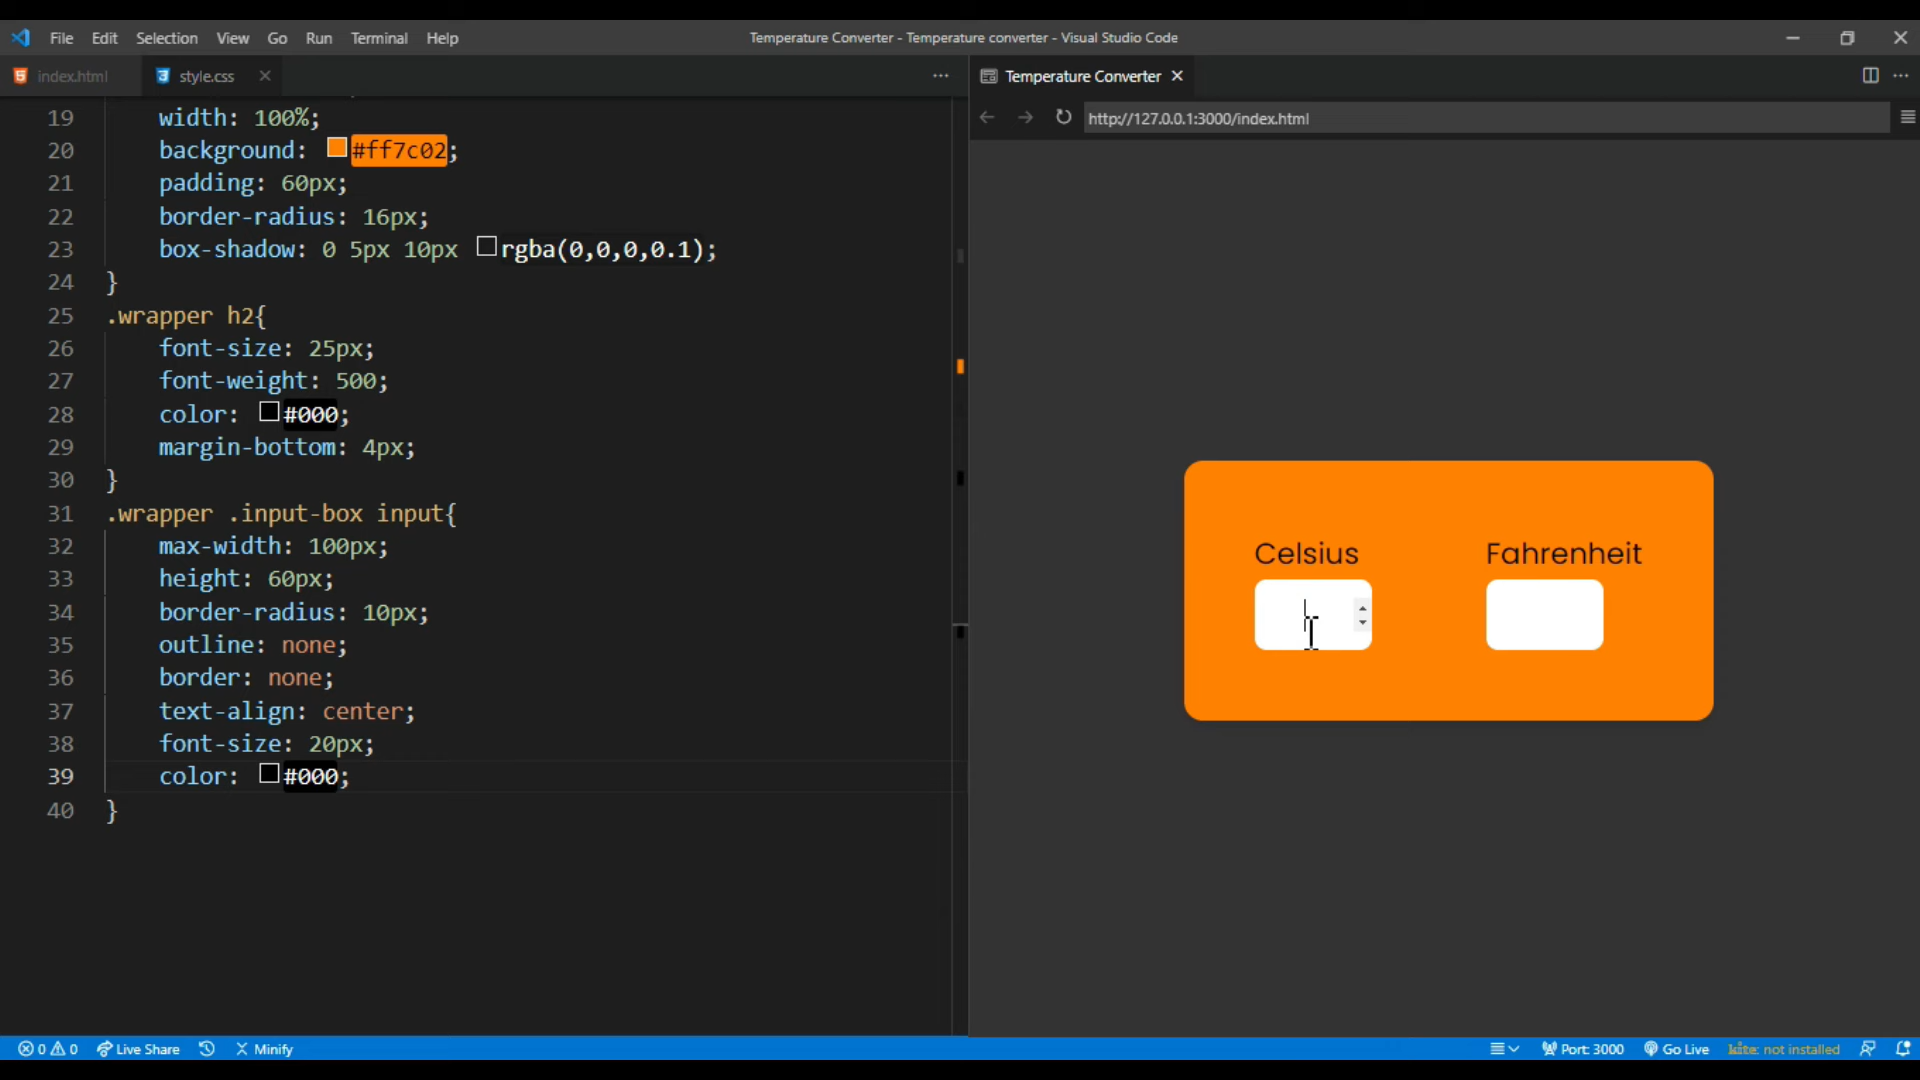 File Edit Selection View Go Run Terminal Help
Temperature Converter - Temperature converter - Visual Studio Code
index.html style.css
Temperature Converter
http://127.0.0.1:3000/index.html
19 width: 100%;
20 background: #ff7c02;
21 padding: 60px;
22 border-radius: 16px;
23 box-shadow: 0 5px 10px rgba(0,0,0,0.1);
24 }
25 .wrapper h2{
26 font-size: 25px;
27 font-weight: 500;
28 color: #000;
29 margin-bottom: 4px;
30 }
31 .wrapper .input-box input{
32 max-width: 100px;
33 height: 60px;
34 border-radius: 10px;
35 outline: none;
36 border: none;
37 text-align: center;
38 font-size: 20px;
39 color: #000;
40 }
Celsius Fahrenheit
0 0 Live Share Minify
Port: 3000 Go Live kite: not installed